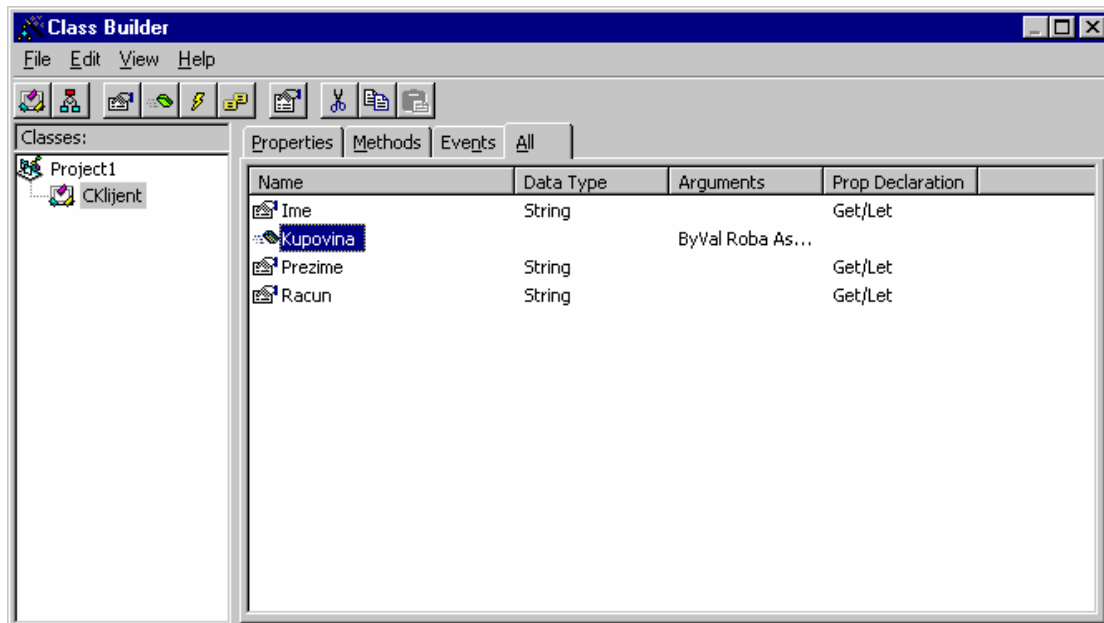 Class Builder
File Edit View Help
Classes:
Properties Methods Events All
Project1
CKlijent
Name Data Type Arguments Prop Declaration
Ime String Get/Let
Kupovina ByVal Roba As...
Prezime String Get/Let
Racun String Get/Let